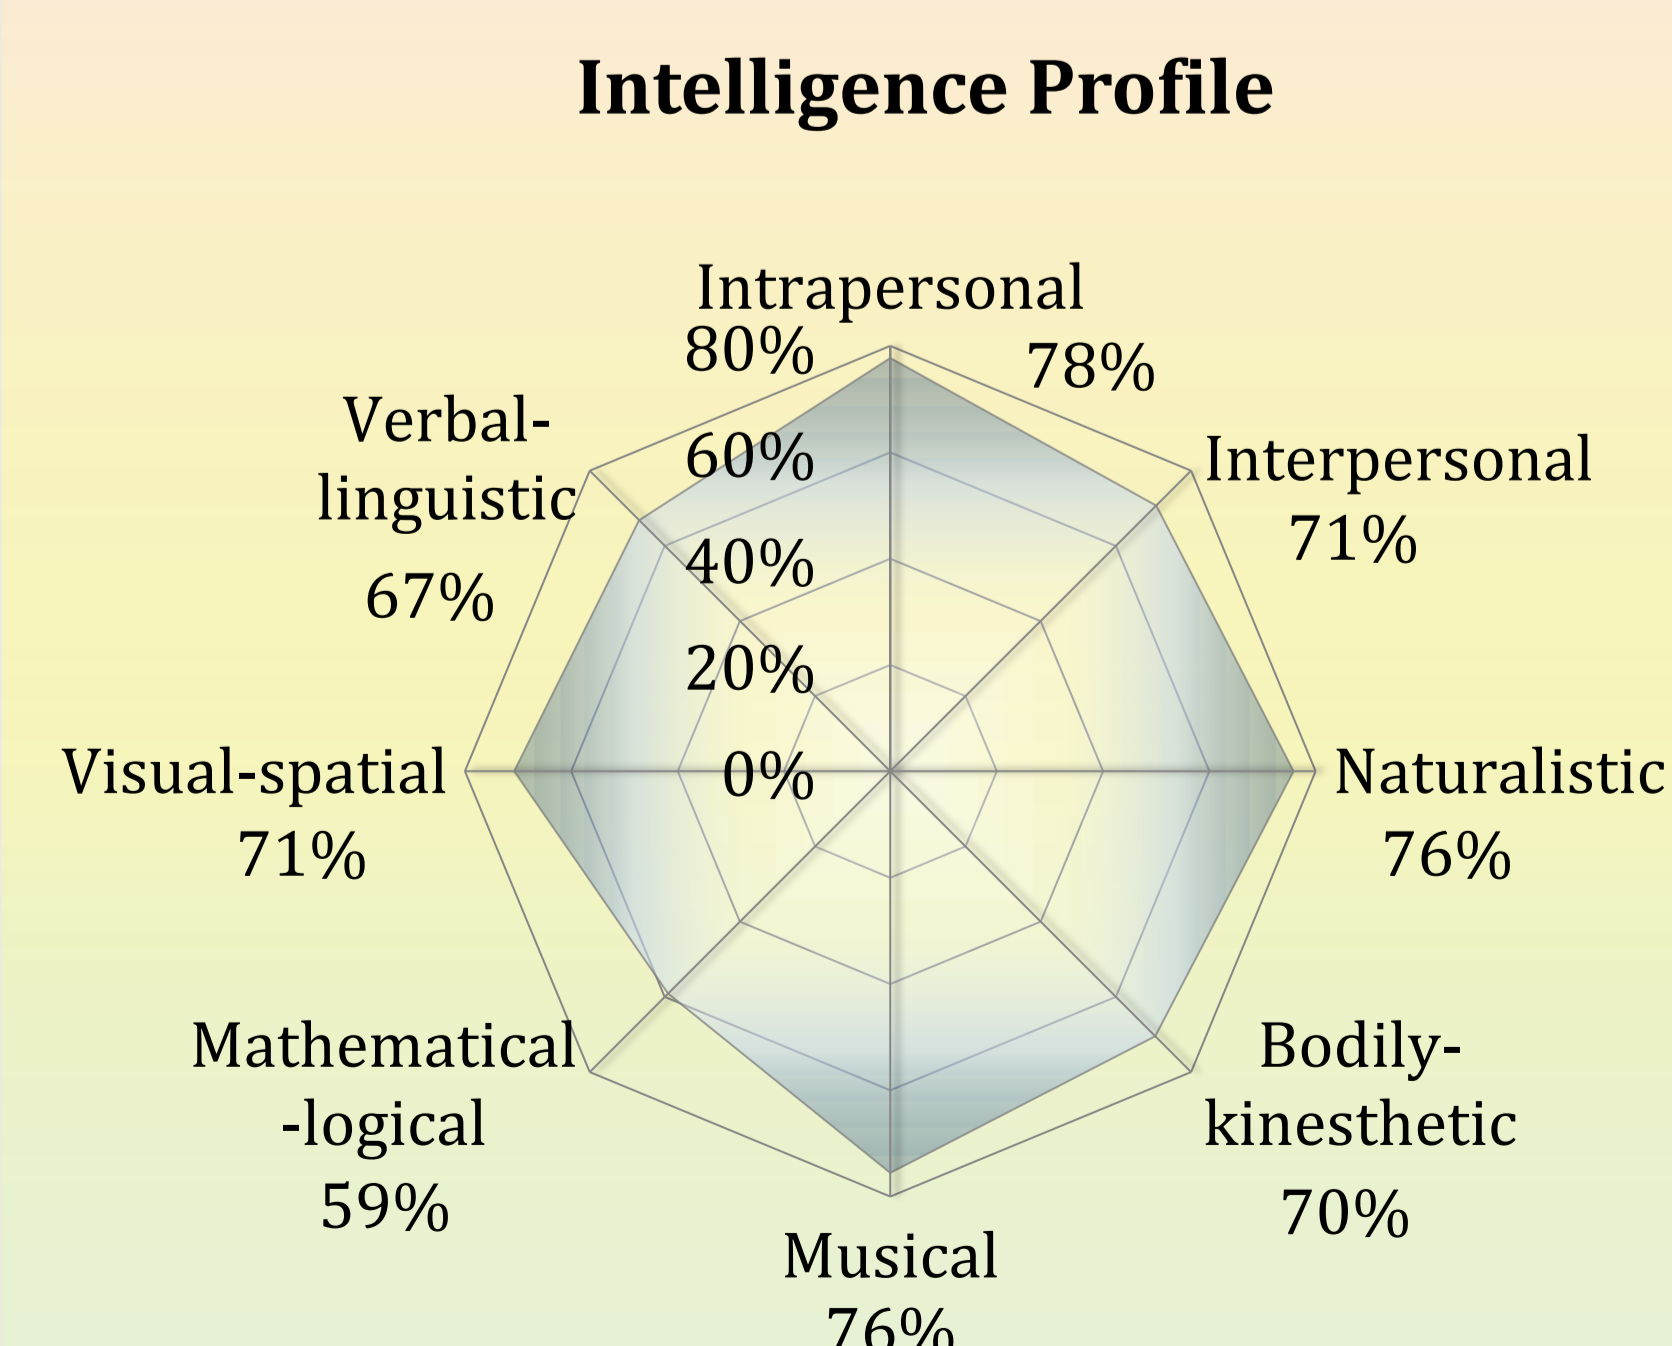 Intelligence Profile
Intrapersonal
80%
78%
Verbal-
linguistic
67%
60%
Interpersonal
71%
40%
20%
0%
Visual-spatial
71%
Naturalistic
76%
Mathematical
-logical
59%
Bodily-
kinesthetic
70%
Musical
76%